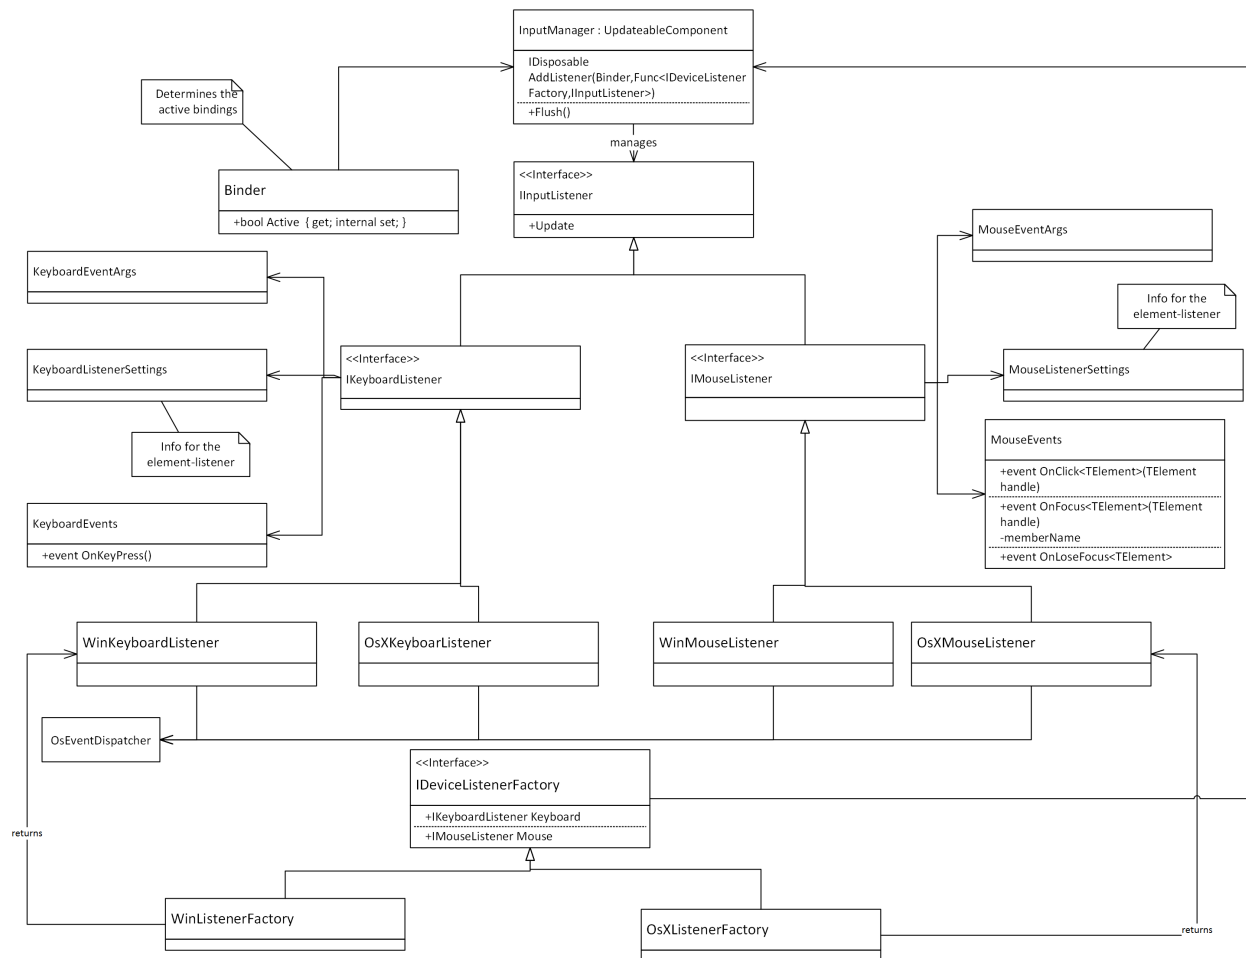 InputManager : UpdateableComponent
IDisposable
AddListener(Binder,Func<IDeviceListener
Factory,IInputListener>)
+Flush()
Determines the
active bindings
manages
Binder
+bool Active { get; internal set; }
<<Interface>>
IInputListener
+Update
MouseEventArgs
KeyboardEventArgs
Info for the
element-listener
<<Interface>>
IKeyboardListener
<<Interface>>
IMouseListener
KeyboardListenerSettings
MouseListenerSettings
Info for the
element-listener
MouseEvents
+event OnClick<TElement>(TElement
handle)
+event OnFocus<TElement>(TElement
handle)
-memberName
+event OnLoseFocus<TElement>
KeyboardEvents
+event OnKeyPress()
WinKeyboardListener
OsXKeyboarListener
WinMouseListener
OsXMouseListener
OsEventDispatcher
<<Interface>>
IDeviceListenerFactory
+IKeyboardListener Keyboard
+IMouseListener Mouse
returns
WinListenerFactory
OsXListenerFactory
returns